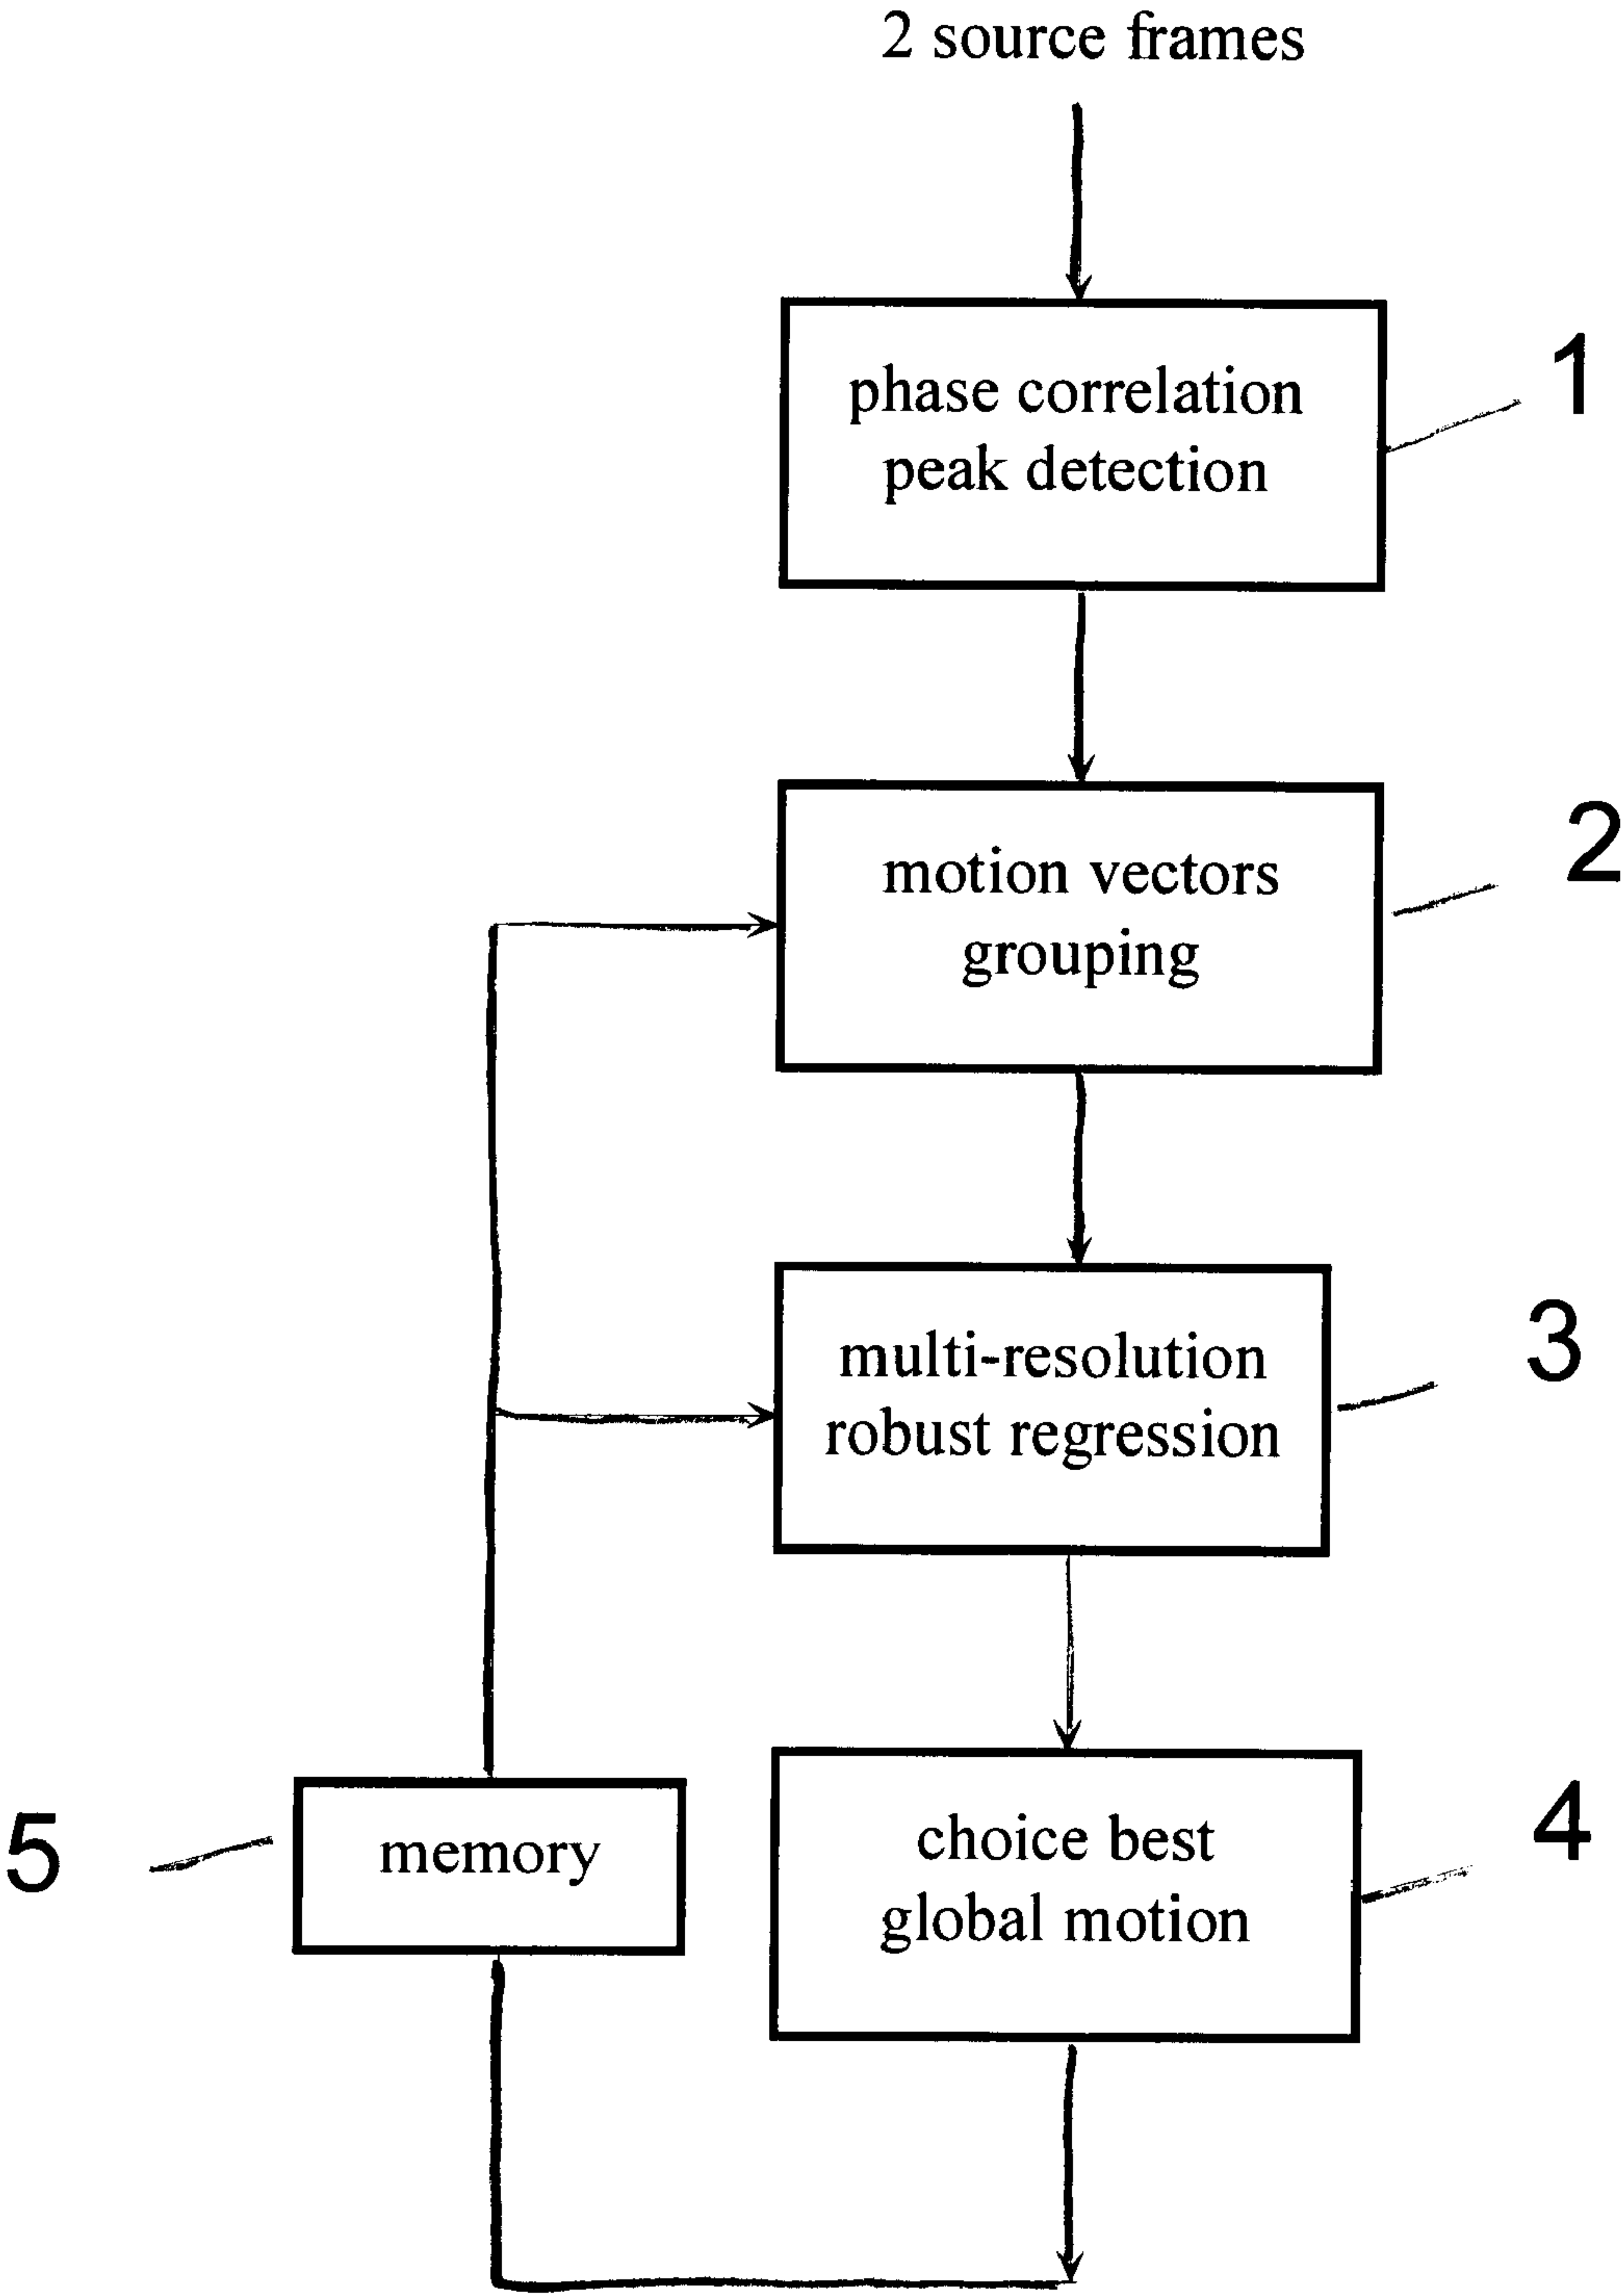 2 source frames
phase correlation
peak detection
1
motion vectors
grouping
2
multi-resolution
robust regression
3
choice best
global motion
4
memory
5